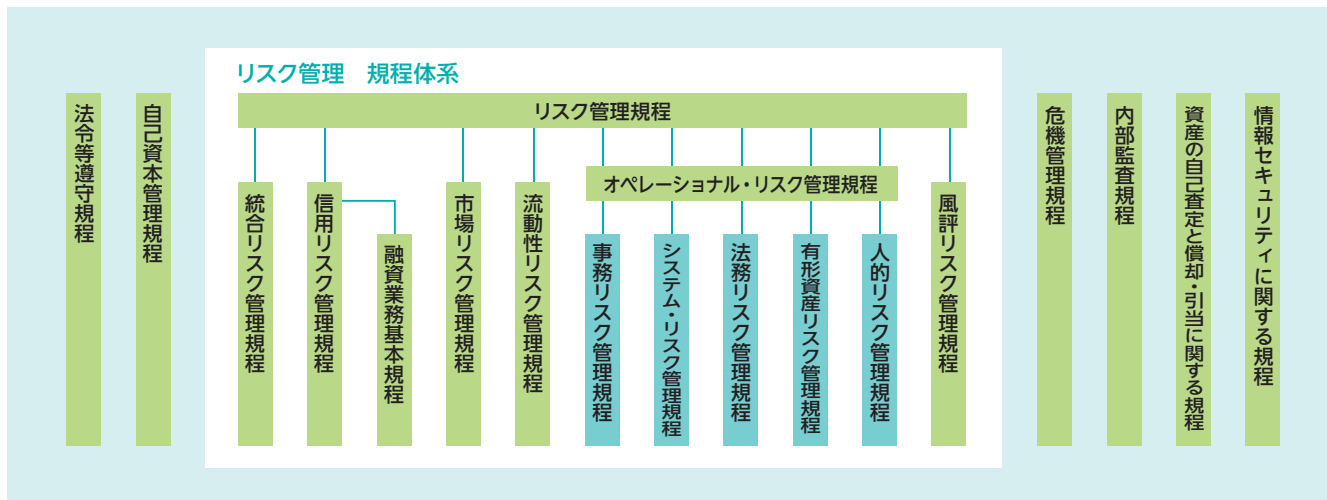 リスク管理　規程体系
リスク管理規程
オペレーショナル・リスク管理規程
法令等遵守規程
自己資本管理規程
統合リスク管理規程
信用リスク管理規程
融資業務基本規程
市場リスク管理規程
流動性リスク管理規程
事務リスク管理規程
システム・リスク管理規程
法務リスク管理規程
有形資産リスク管理規程
人的リスク管理規程
風評リスク管理規程
危機管理規程
内部監査規程
資産の自己査定と償却・引当に関する規程
情報セキュリティに関する規程